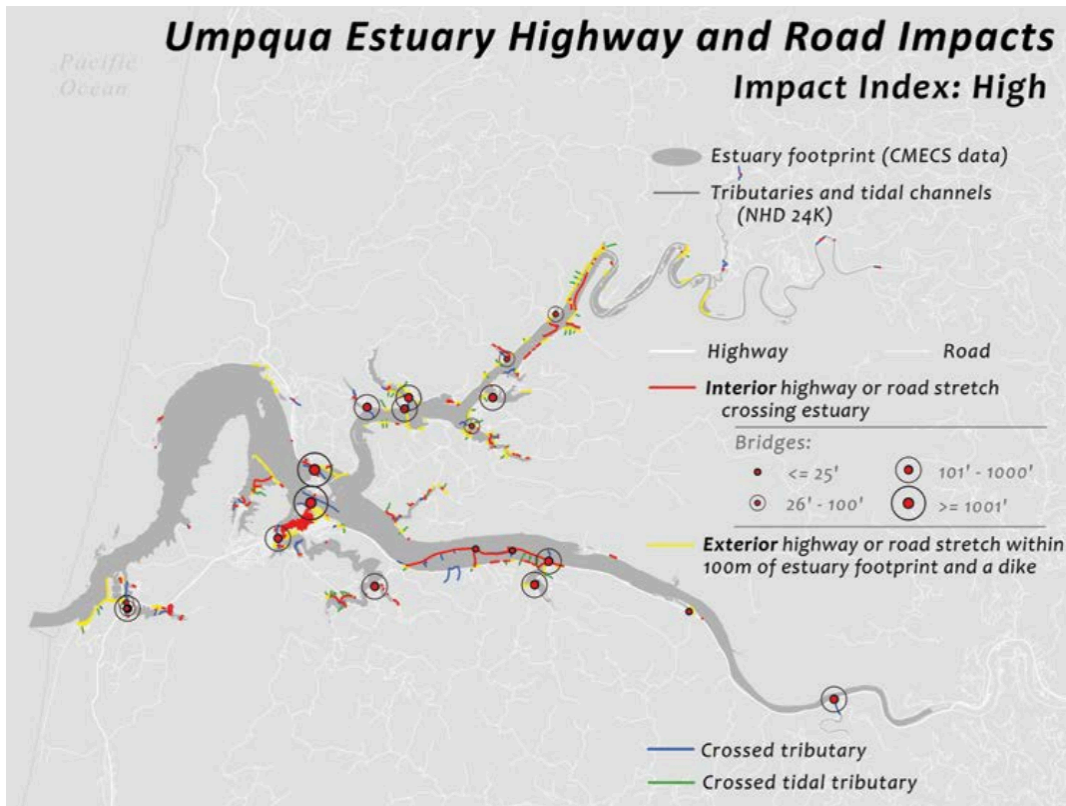 Umpqua Estuary Highway and Road Impacts
Impact Index: High
Pacific
Ocean
Estuary footprint (CMECS data)
Tributaries and tidal channels
(NHD 24K)
Highway
Road
Interior highway or road stretch
crossing estuary
Bridges:
<= 25'
101' - 1000'
26' - 100'
>= 1001'
Exterior highway or road stretch within
100m of estuary footprint and a dike
Crossed tributary
Crossed tidal tributary